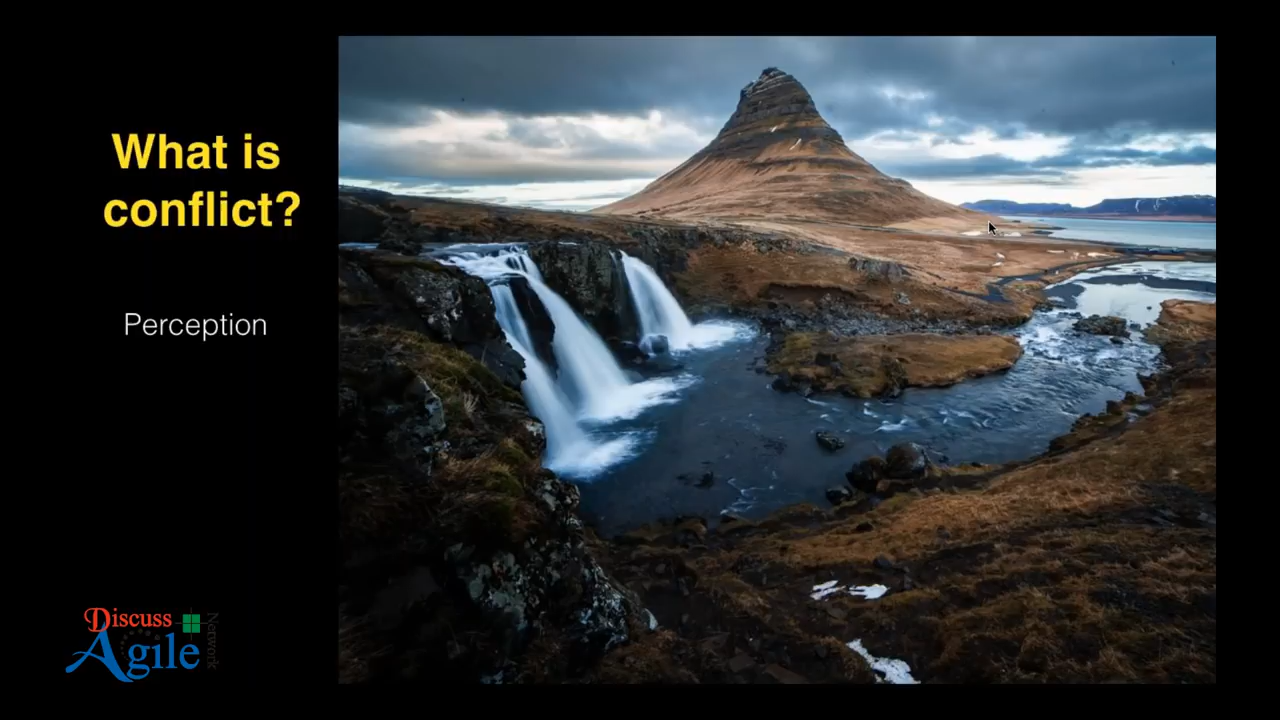 What is
conflict?
Perception
Discuss
Agile
Network